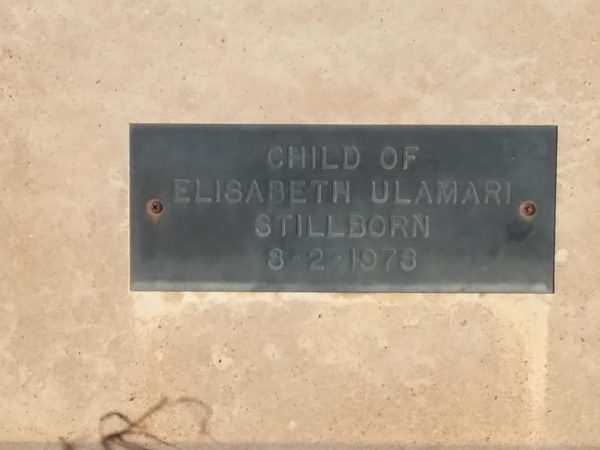 CHILD OF
ELISABETH ULAMARI
STILLBORN
8-2-1978